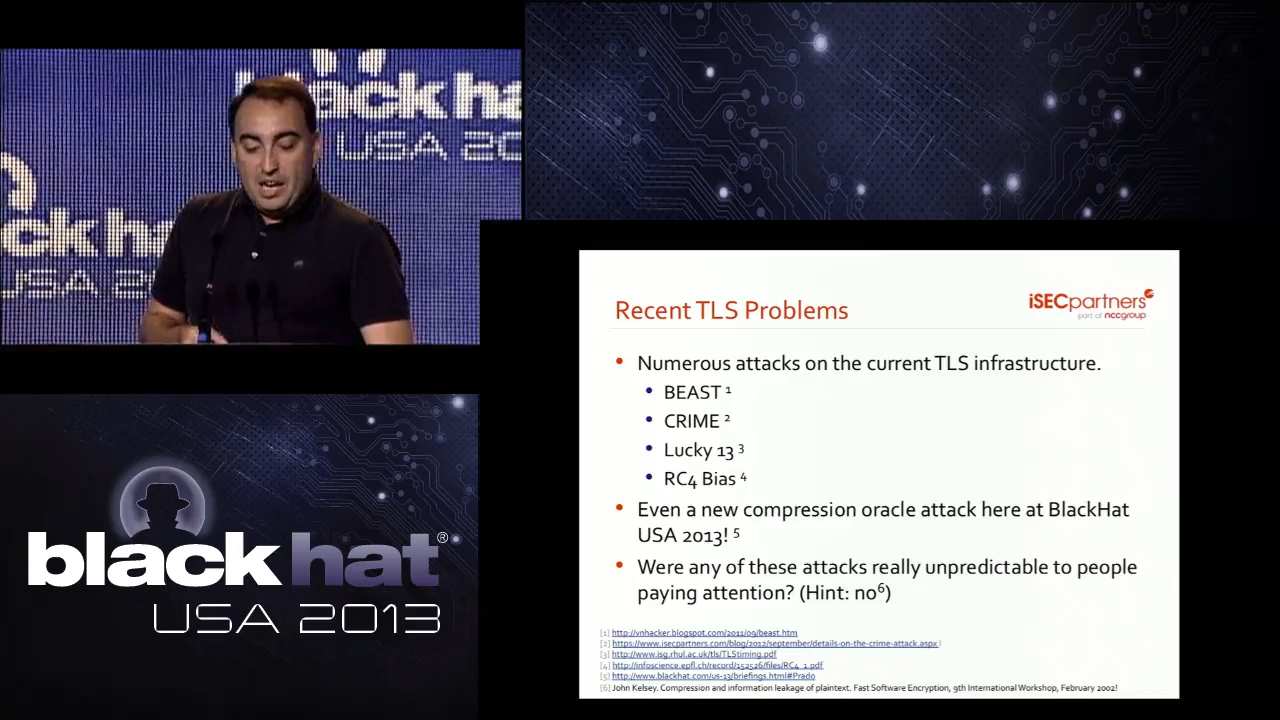 black hat
USA 20
ck ha
USA 2
Recent TLS Problems
iSECpartners
part of nccgroup
• Numerous attacks on the current TLS infrastructure.
• BEAST 1
• CRIME 2
• Lucky 13 3
• RC4 Bias 4
• Even a new compression oracle attack here at BlackHat
USA 2013! 5
• Were any of these attacks really unpredictable to people
paying attention? (Hint: no6)
[1] http://vnhacker.blogspot.com/2011/09/beast.htm
[2] https://www.isecpartners.com/blog/2012/september/details-on-the-crime-attack.aspx
[3] http://www.isg.rhul.ac.uk/tls/TLStiming.pdf
[4] http://infoscience.epfl.ch/record/152526/files/RC4_1.pdf
[5] http://www.blackhat.com/us-13/briefings.html#Prado
[6] John Kelsey. Compression and information leakage of plaintext. Fast Software Encryption, 9th International Workshop, February 2002!
black hat®
USA 2013